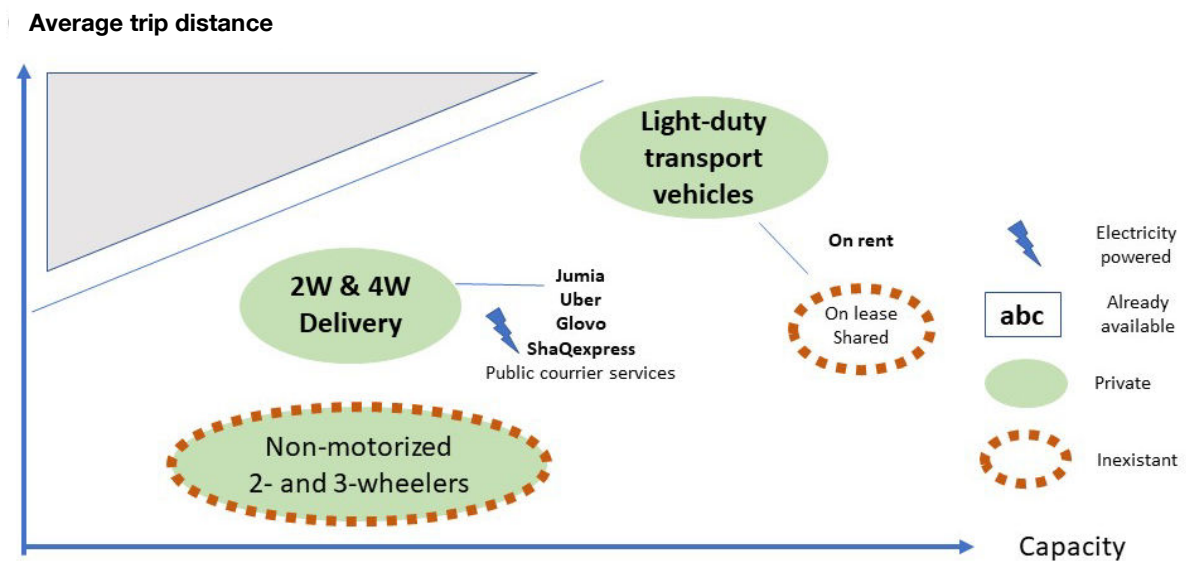 Average trip distance
Light-duty
transport
vehicles
On rent
On lease
Shared
2W & 4W
Delivery
Jumia
Uber
Glovo
ShaQexpress
Public courrier services
Non-motorized
2- and 3-wheelers
Electricity
powered
abc
Already
available
Private
Inexistant
Capacity